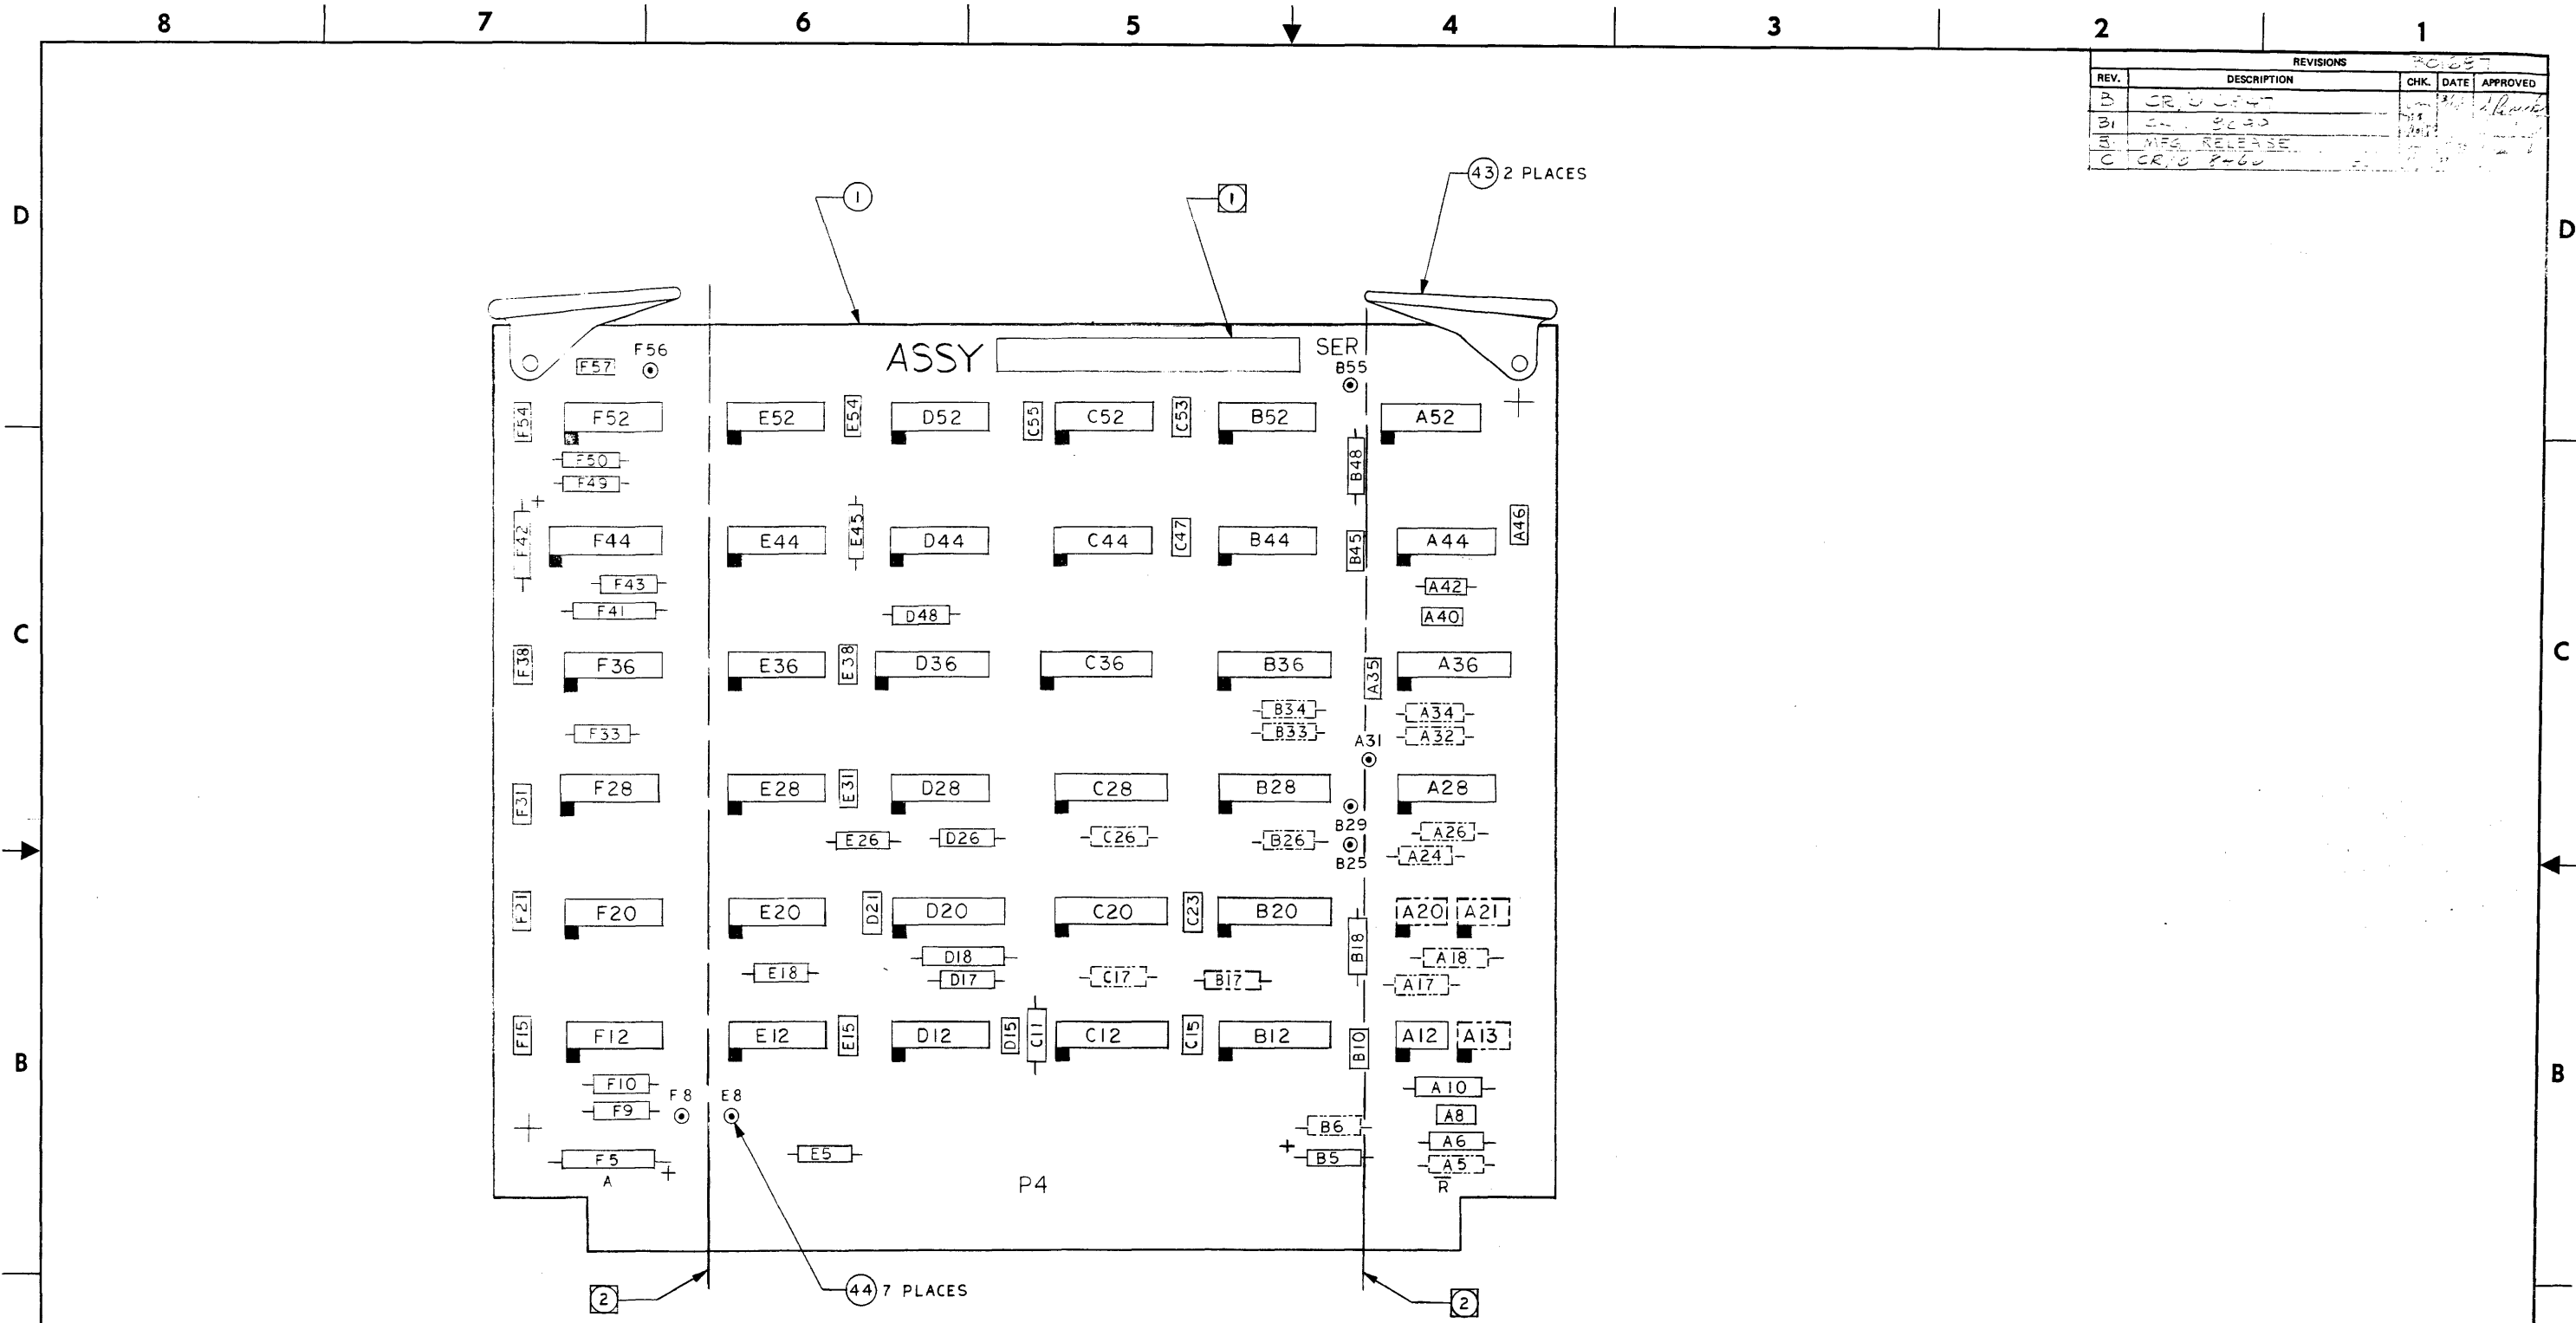 8 7 6 5 4 3 2 1
REVISIONS
REV. DESCRIPTION CHK. DATE APPROVED
B CR/O
B1
MFG RELEASE
C CR/O 8460
43 2 PLACES
1 1
D D
ASSY SER
F57 F56 B55
F54 F52 E52 E54 D52 C55 C52 C53 B52 A52
F50 B48
F49
F42 F44 E44 E45 D44 C44 C47 B44 B45 A44 A46
F43 A42
F41 D48 A40
C C
F38 F36 E36 E38 D36 C36 B36 A35 A36
B34 A34
F33 B33 A32
A31
F31 F28 E28 E31 D28 C28 B28 A28
B29
E26 D26 C26 B26 A26
B25 A24
F21 F20 E20 D21 D20 C20 C23 B20 A20 A21
D18 B18 A18
E18 D17 C17 B17 A17
F15 F12 E12 E15 D12 D15 C11 C12 C15 B12 B10 A12 A13
B B
F10 A10
F9 F8 E8 A8
B6 A6
F5 E5 + B5 A5
A P4 R
2 44 7 PLACES 2